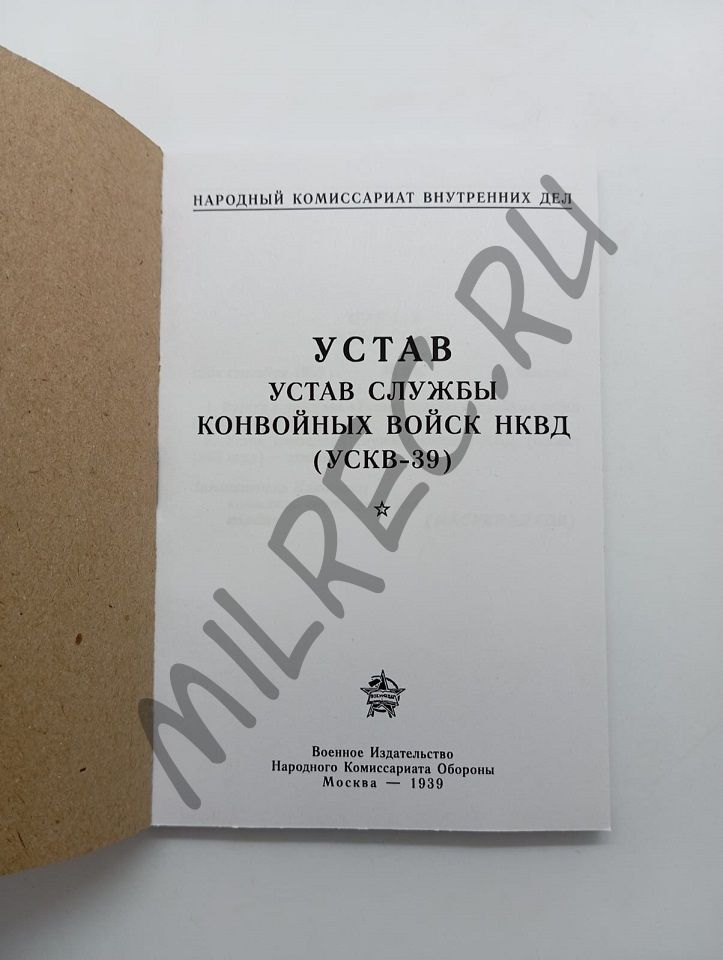 НАРОДНЫЙ КОМИССАРИАТ ВНУТРЕННИХ ДЕЛ
УСТАВ
УСТАВ СЛУЖБЫ
КОНВОЙНЫХ ВОЙСК НКВД
(УСКВ-39)
MILREC.RU
Военное Издательство
Народного Комиссариата Обороны
Москва — 1939